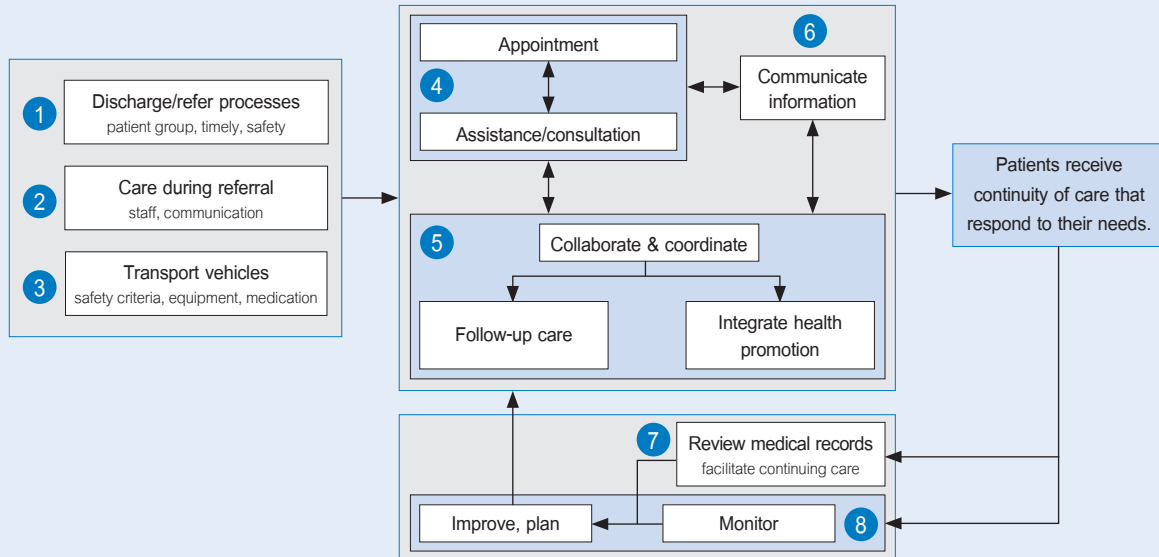 1
Discharge/refer processes
patient group, timely, safety
2
Care during referral
staff, communication
3
Transport vehicles
safety criteria, equipment, medication
Appointment
4
Assistance/consultation
6
Communicate
information
5
Collaborate & coordinate
Follow-up care
Integrate health
promotion
Patients receive
continuity of care that
respond to their needs.
7
Review medical records
facilitate continuing care
Improve, plan
Monitor
8